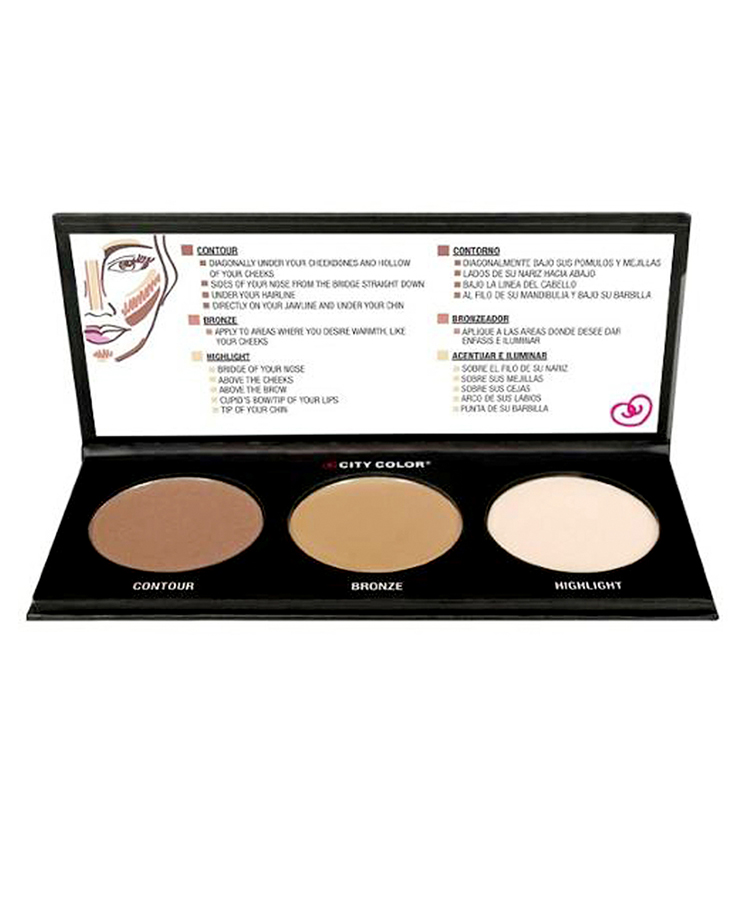 CONTOUR
DIAGONALLY UNDER YOUR CHEEKBONES AND HOLLOW
OF YOUR CHEEKS
SIDES OF YOUR NOSE FROM THE BRIDGE STRAIGHT DOWN
UNDER YOUR HAIRLINE
DIRECTLY ON YOUR JAWLINE AND UNDER YOUR CHIN
BRONZE
APPLY TO AREAS WHERE YOU DESIRE WARMTH, LIKE
YOUR CHEEKS
HIGHLIGHT
BRIDGE OF YOUR NOSE
ABOVE THE CHEEKS
ABOVE THE BROW
CUPID'S BOW/TIP OF YOUR LIPS
TIP OF YOUR CHIN
CONTORNO
DIAGONALMENTE BAJO SUS POMULOS Y MEJILLAS
LADOS DE SU NARIZ HACIA ABAJO
BAJO LA LINEA DEL CABELLO
AL FILO DE SU MANDIBULA Y BAJO SU BARBILLA
BRONZEADOR
APLIQUE A LAS AREAS DONDE DESEE DAR
ENFASIS E ILUMINAR
ACENTUAR E ILUMINAR
SOBRE EL FILO DE SU NARIZ
SOBRE SUS MEJILLAS
SOBRE SUS CEJAS
ARCO DE SUS LABIOS
PUNTA DE SU BARBILLA
CITY COLOR®
CONTOUR
BRONZE
HIGHLIGHT